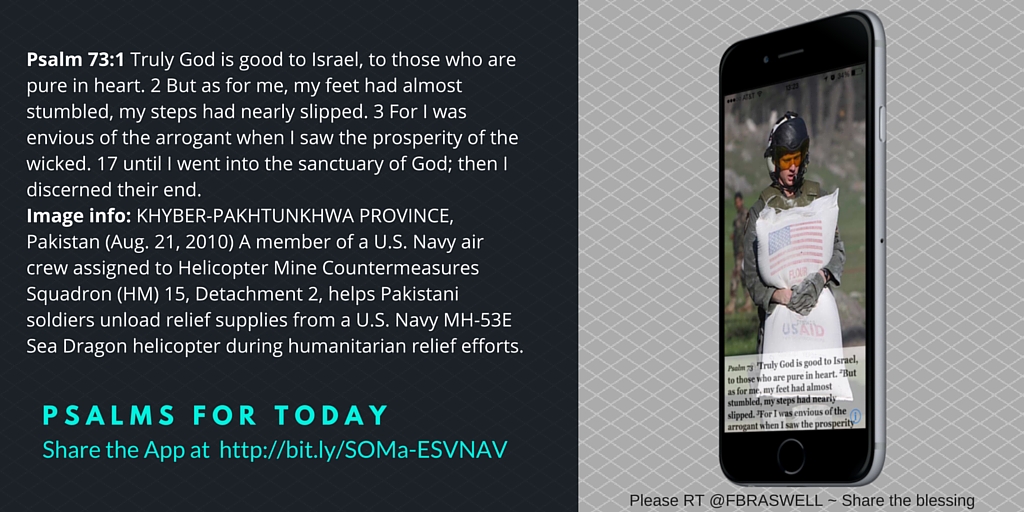 Psalm 73:1 Truly God is good to Israel, to those who are
pure in heart. 2 But as for me, my feet had almost
stumbled, my steps had nearly slipped. 3 For I was
envious of the arrogant when I saw the prosperity of the
wicked. 17 until I went into the sanctuary of God; then I
discerned their end.
Image info: KHYBER-PAKHTUNKHWA PROVINCE,
Pakistan (Aug. 21, 2010) A member of a U.S. Navy air
crew assigned to Helicopter Mine Countermeasures
Squadron (HM) 15, Detachment 2, helps Pakistani
soldiers unload relief supplies from a U.S. Navy MH-53E
Sea Dragon helicopter during humanitarian relief efforts.
PSALMS FOR TODAY
Share the App at http://bit.ly/SOMa-ESVNAV
AT&T
FLOUR
USAID
Psalm 73 ¹Truly God is good to Israel,
to those who are pure in heart. ²But
as for me, my feet had almost
stumbled, my steps had nearly
slipped. ³For I was envious of the
arrogant when I saw the prosperity
Please RT @FBRASWELL ~ Share the blessing